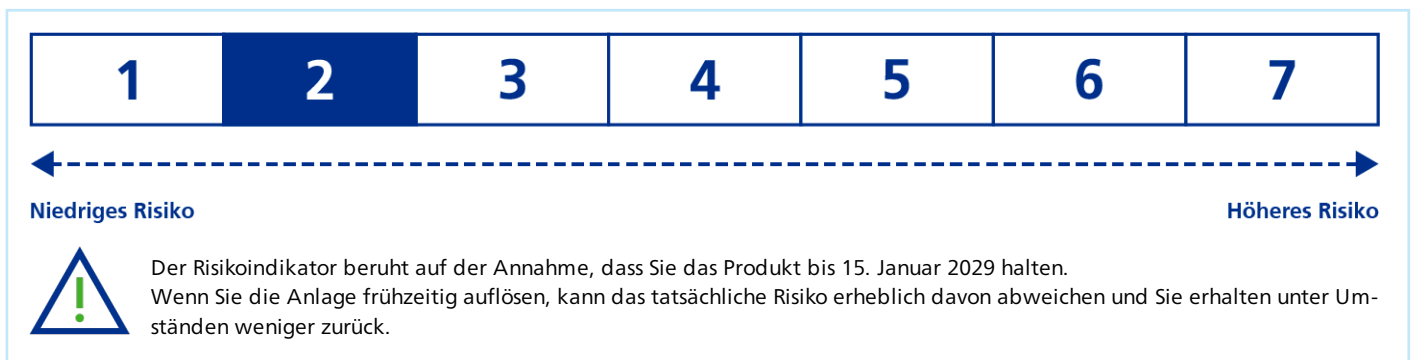 1 2 3 4 5 6 7
Niedriges Risiko Höheres Risiko
Der Risikoindikator beruht auf der Annahme, dass Sie das Produkt bis 15. Januar 2029 halten.
Wenn Sie die Anlage frühzeitig auflösen, kann das tatsächliche Risiko erheblich davon abweichen und Sie erhalten unter Um-
ständen weniger zurück.